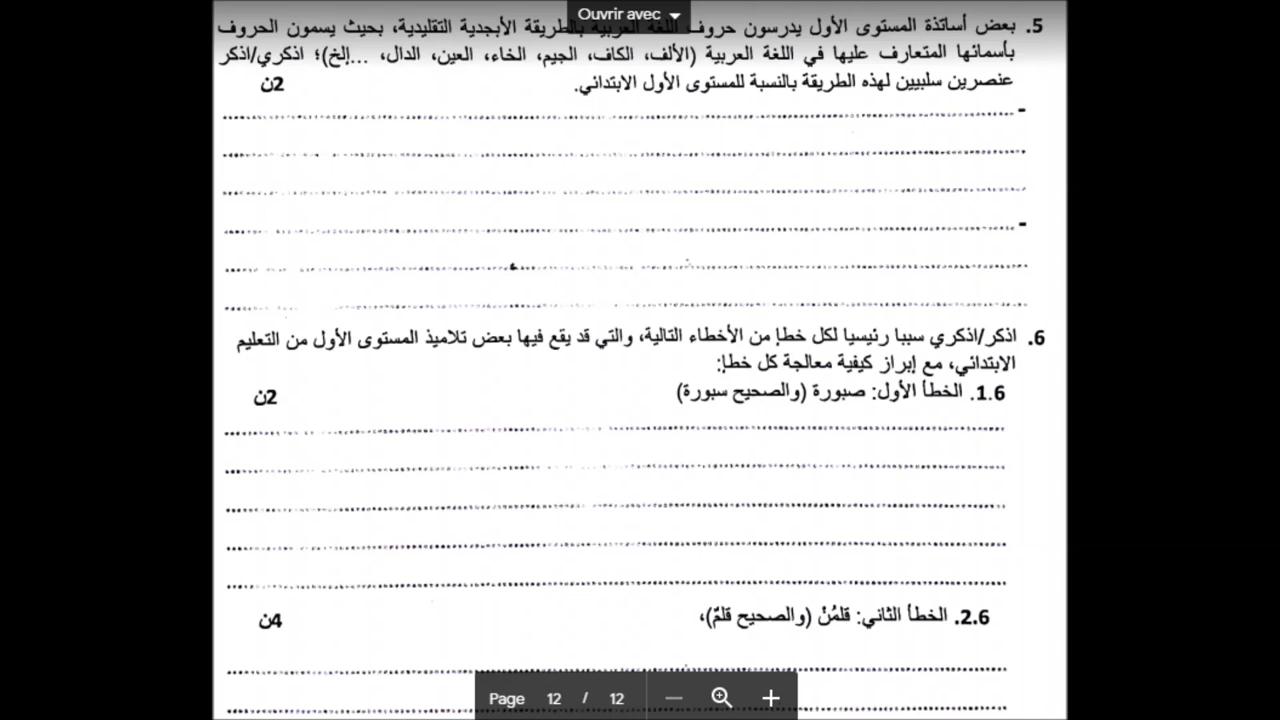 Ouvrir avec
5. بعض أساتذة المستوى الأول يدرسون حروف اللغة العربية بالطريقة الأبجدية التقليدية، بحيث يسمون الحروف
بأسمائها المتعارف عليها في اللغة العربية (الألف، الكاف، الجيم، الخاء، العين، الدال، ...إلخ)؛ اذكري/اذكر
عنصرين سلبيين لهذه الطريقة بالنسبة للمستوى الأول الابتدائي. 2ن
-
-
6. اذكر/اذكري سببا رئيسيا لكل خطإ من الأخطاء التالية، والتي قد يقع فيها بعض تلاميذ المستوى الأول من التعليم
الابتدائي، مع إبراز كيفية معالجة كل خطإ:
1.6. الخطأ الأول: صبورة (والصحيح سبورة) 2ن
2.6. الخطأ الثاني: قلمُنْ (والصحيح قلمٌ)، 4ن
Page 12 / 12